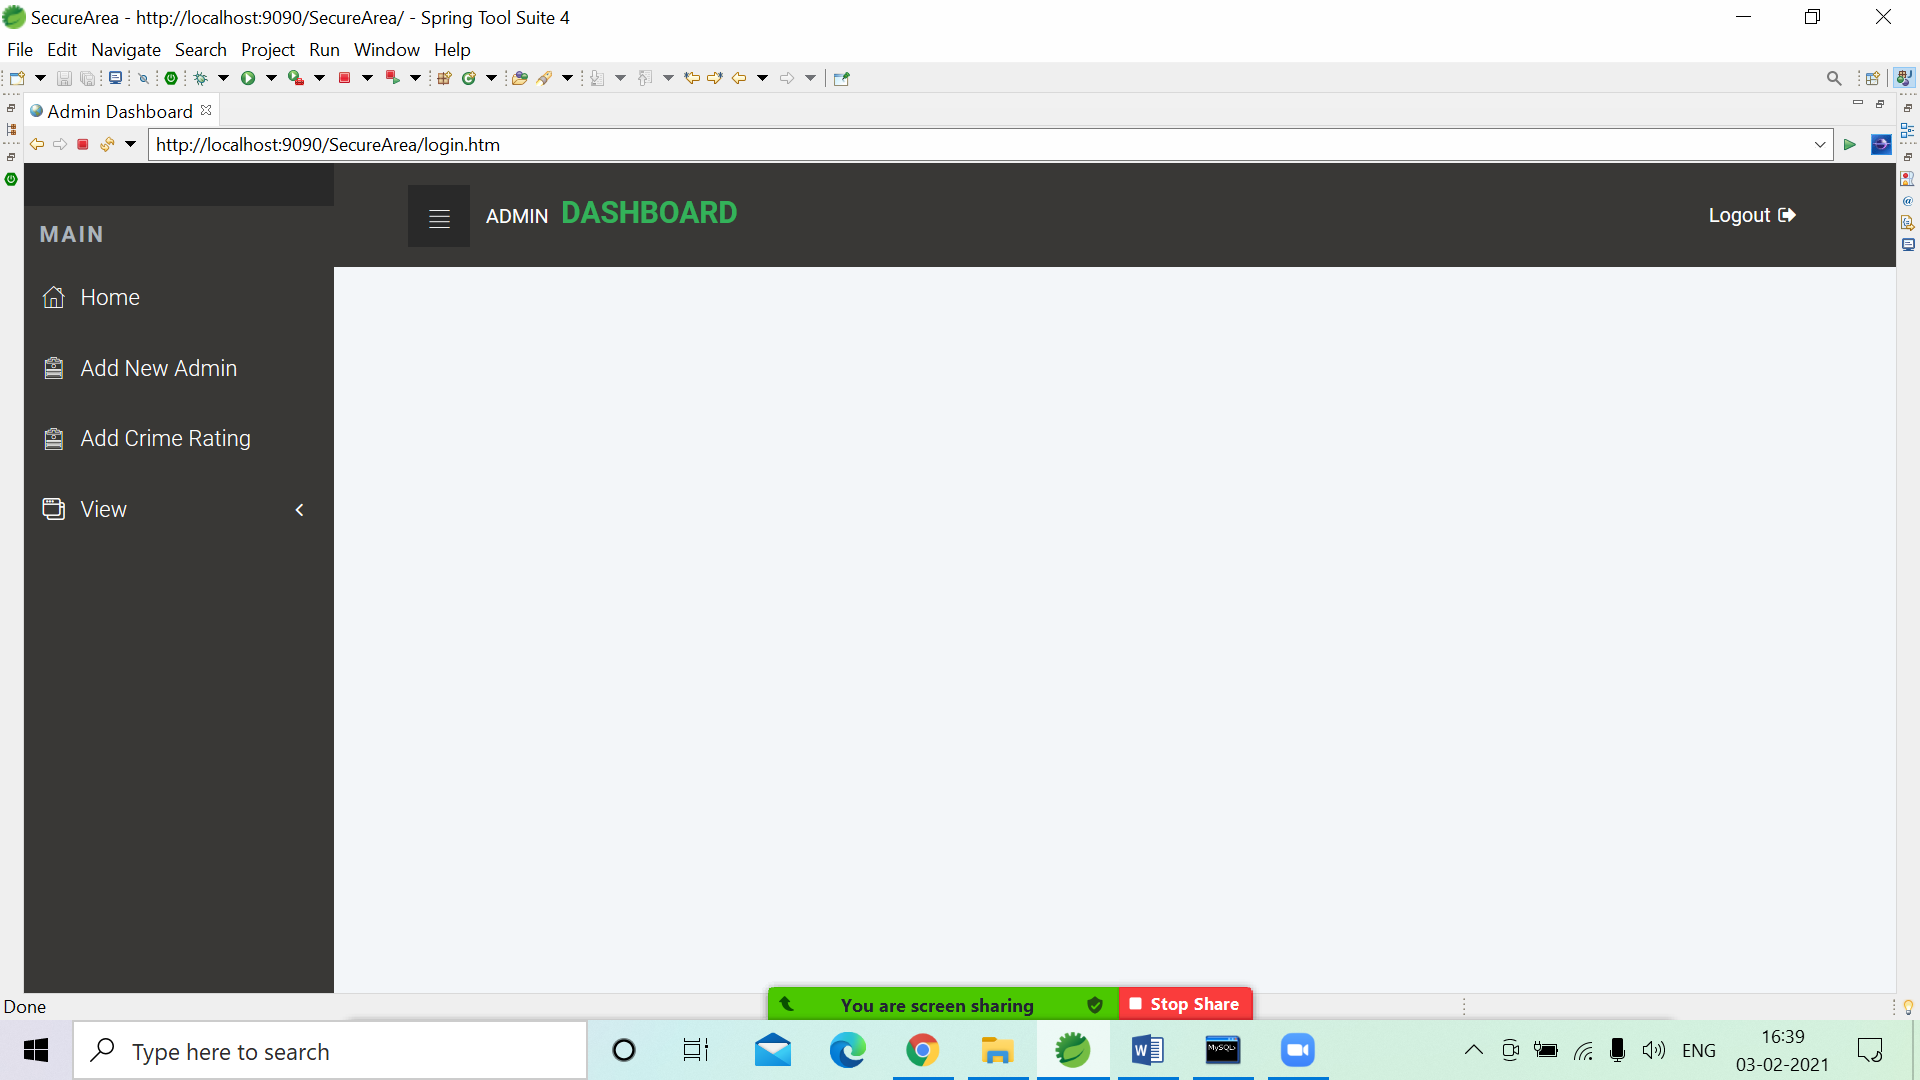 SecureArea - http://localhost:9090/SecureArea/ - Spring Tool Suite 4
File Edit Navigate Search Project Run Window Help
Admin Dashboard
http://localhost:9090/SecureArea/login.htm
MAIN
ADMIN DASHBOARD
Logout
Home
Add New Admin
Add Crime Rating
View
Done
You are screen sharing
Stop Share
Type here to search
MySQL>
ENG
16:39
03-02-2021